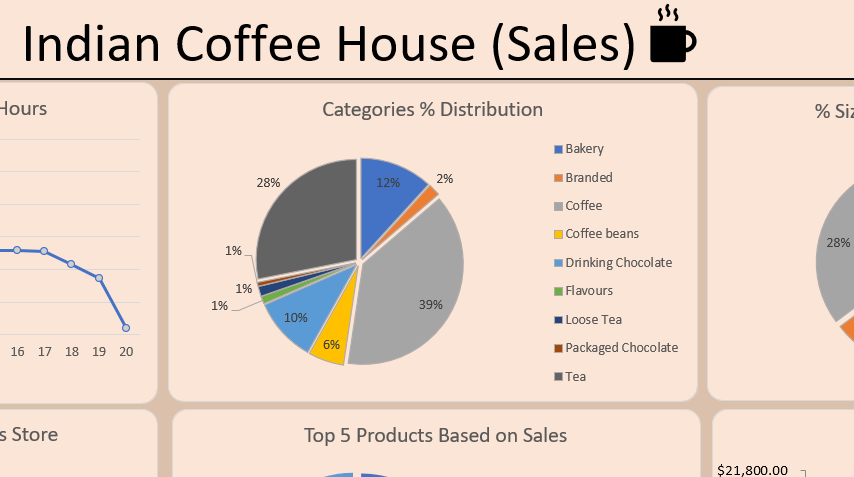 Indian Coffee House (Sales)
Hours
16 17 18 19 20
Categories % Distribution
28%
12%
2%
39%
6%
10%
1%
1%
1%
Bakery
Branded
Coffee
Coffee beans
Drinking Chocolate
Flavours
Loose Tea
Packaged Chocolate
Tea
%
28%
Store
Top 5 Products Based on Sales
$21,800.00